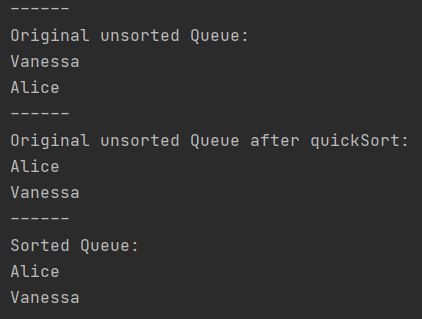 ------
Original unsorted Queue:
Vanessa
Alice
------
Original unsorted Queue after quickSort:
Alice
Vanessa
------
Sorted Queue:
Alice
Vanessa